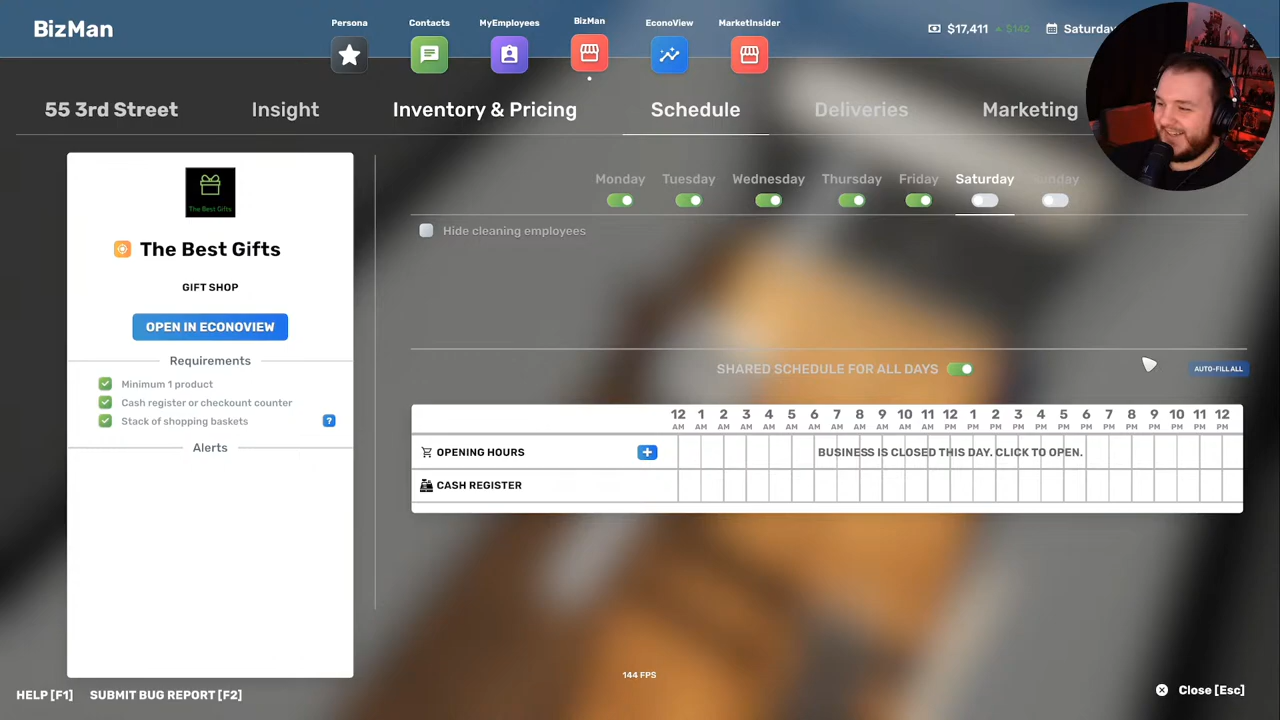 BizMan
Persona
Contacts
MyEmployees
BizMan
EconoView
MarketInsider
$17,411 $142
Saturday
55 3rd Street
Insight
Inventory & Pricing
Schedule
Deliveries
Marketing
The Best Gifts
The Best Gifts
GIFT SHOP
OPEN IN ECONOVIEW
Requirements
Minimum 1 product
Cash register or checkount counter
Stack of shopping baskets ?
Alerts
Monday Tuesday Wednesday Thursday Friday Saturday Sunday
Hide cleaning employees
SHARED SCHEDULE FOR ALL DAYS
AUTO-FILL ALL
12 1 2 3 4 5 6 7 8 9 10 11 12 1 2 3 4 5 6 7 8 9 10 11 12
AM AM AM AM AM AM AM AM AM AM AM AM PM PM PM PM PM PM PM PM PM PM PM PM PM
OPENING HOURS + BUSINESS IS CLOSED THIS DAY. CLICK TO OPEN.
CASH REGISTER
144 FPS
HELP [F1] SUBMIT BUG REPORT [F2]
Close [Esc]